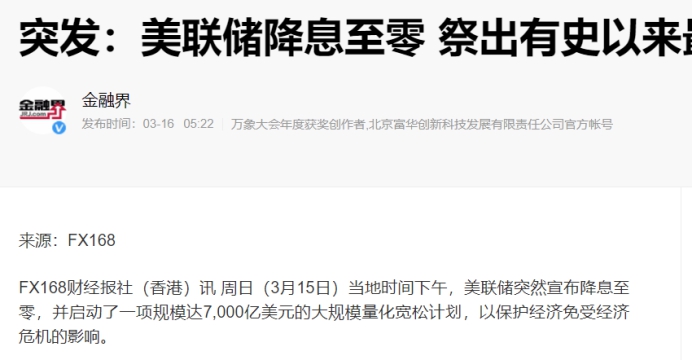 突发：美联储降息至零 祭出有史以来最
金融界
金融界
JRJ.com
发布时间：03-16 05:22 万象大会年度获奖创作者,北京富华创新科技发展有限责任公司官方帐号
来源：FX168
FX168财经报社（香港）讯 周日（3月15日）当地时间下午，美联储突然宣布降息至
零，并启动了一项规模达7,000亿美元的大规模量化宽松计划，以保护经济免受经济
危机的影响。